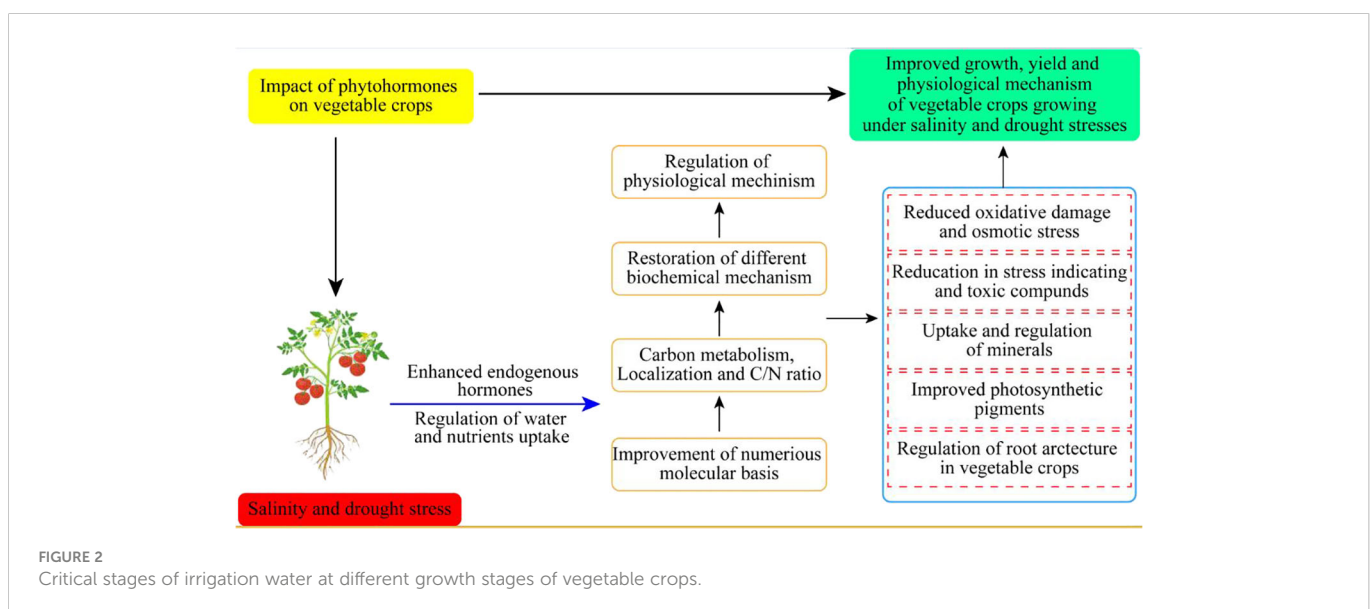 Impact of phytohormones
on vegetable crops
Improved growth, yield and
physiological mechanism
of vegetable crops growing
under salinity and drought stresses
Regulation of
physiological mechinism
Restoration of different
biochemical mechanism
Carbon metabolism,
Localization and C/N ratio
Improvement of numerious
molecular basis
Enhanced endogenous
hormones
Regulation of water
and nutrients uptake
Salinity and drought stress
Reduced oxidative damage
and osmotic stress
Reducation in stress indicating
and toxic compunds
Uptake and regulation
of minerals
Improved photosynthetic
pigments
Regulation of root arctecture
in vegetable crops
FIGURE 2
Critical stages of irrigation water at different growth stages of vegetable crops.